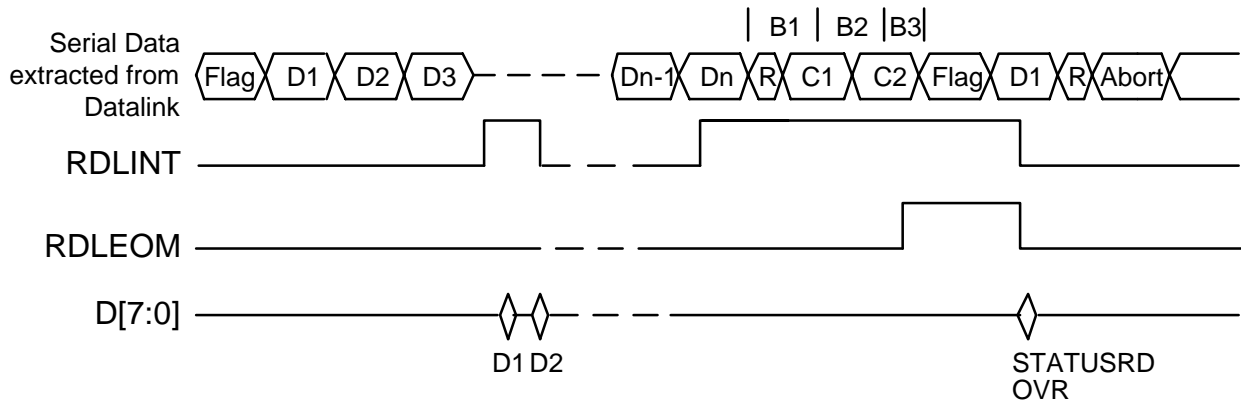 B1 B2 B3
Serial Data
extracted from
Datalink
Flag D1 D2 D3 Dn-1 Dn R C1 C2 Flag D1 R Abort
RDLINT
RDLEOM
D[7:0]
D1 D2
STATUSRD
OVR